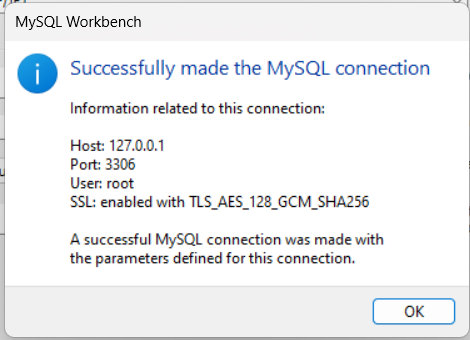 MySQL Workbench
Successfully made the MySQL connection
Information related to this connection:
Host: 127.0.0.1
Port: 3306
User: root
SSL: enabled with TLS_AES_128_GCM_SHA256
A successful MySQL connection was made with
the parameters defined for this connection.
OK